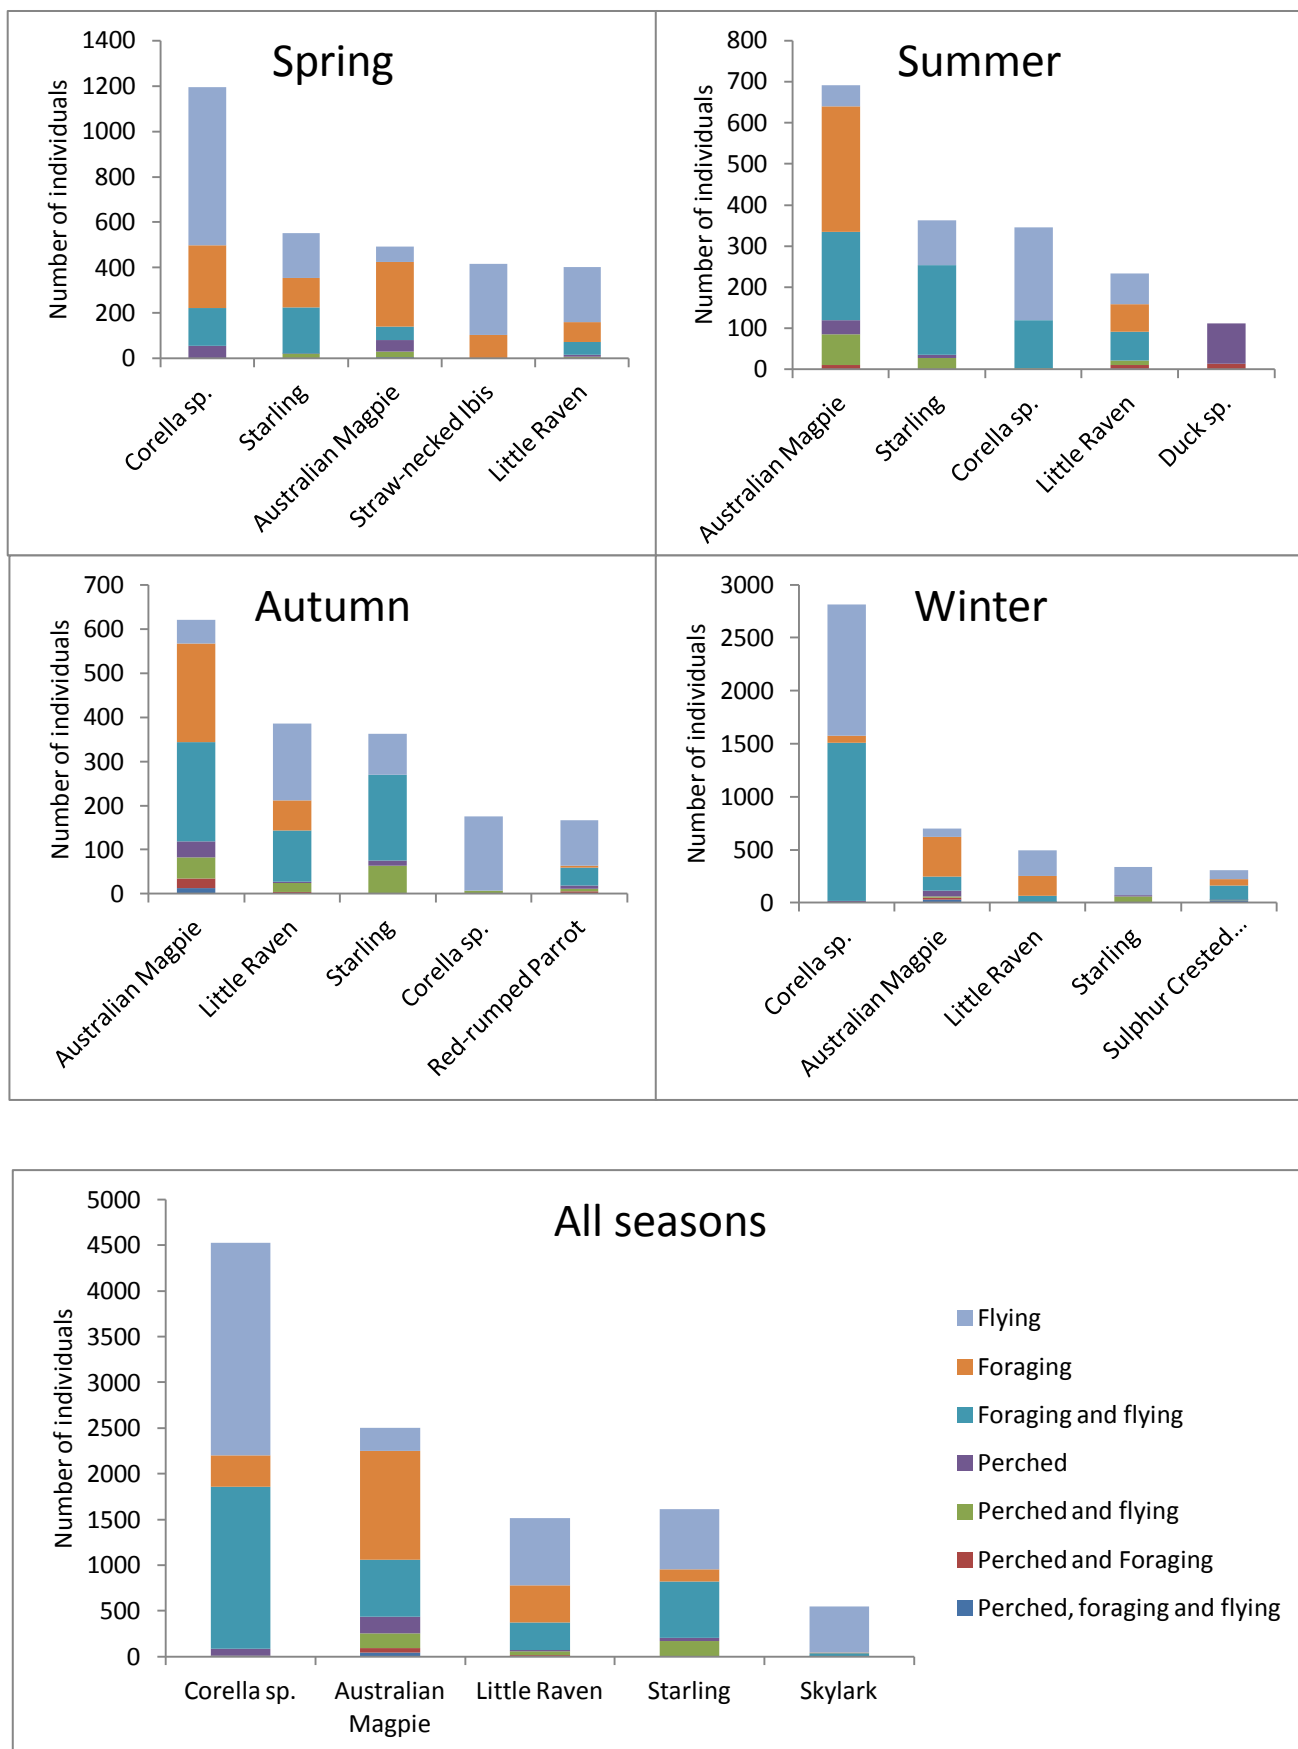 Spring
Number of individuals
1400
1200
1000
800
600
400
200
0
Corella sp.
Starling
Australian Magpie
Straw-necked Ibis
Little Raven
Summer
Number of individuals
800
700
600
500
400
300
200
100
0
Australian Magpie
Starling
Corella sp.
Little Raven
Duck sp.
Autumn
Number of individuals
700
600
500
400
300
200
100
0
Australian Magpie
Little Raven
Starling
Corella sp.
Red-rumped Parrot
Winter
Number of individuals
3000
2500
2000
1500
1000
500
0
Corella sp.
Australian Magpie
Little Raven
Starling
Sulphur Crested...
All seasons
Number of individuals
5000
4500
4000
3500
3000
2500
2000
1500
1000
500
0
Corella sp.
Australian
Magpie
Little Raven
Starling
Skylark
Flying
Foraging
Foraging and flying
Perched
Perched and flying
Perched and Foraging
Perched, foraging and flying